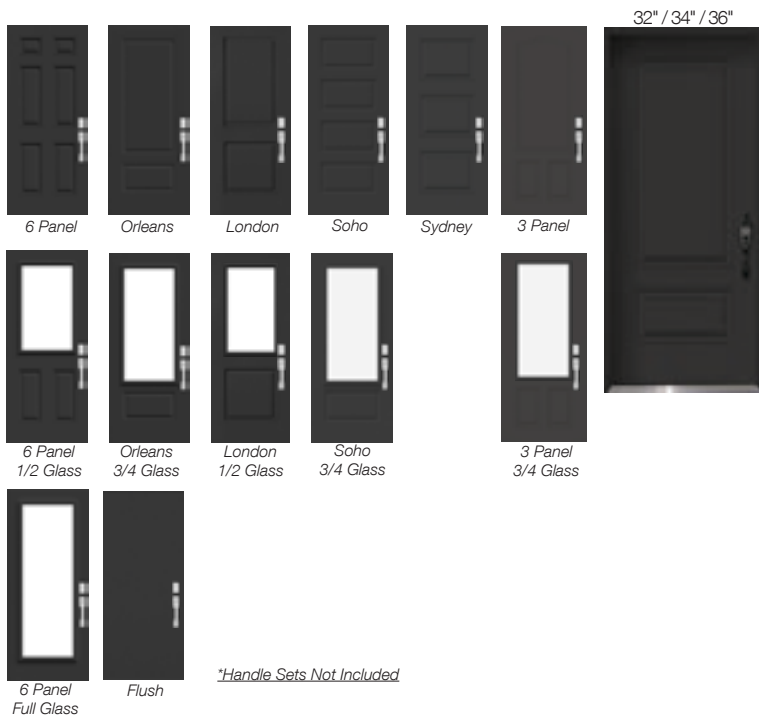 32" / 34" / 36"
6 Panel
Orleans
London
Soho
Sydney
3 Panel
6 Panel
1/2 Glass
Orleans
3/4 Glass
London
1/2 Glass
Soho
3/4 Glass
3 Panel
3/4 Glass
6 Panel
Full Glass
Flush
*Handle Sets Not Included